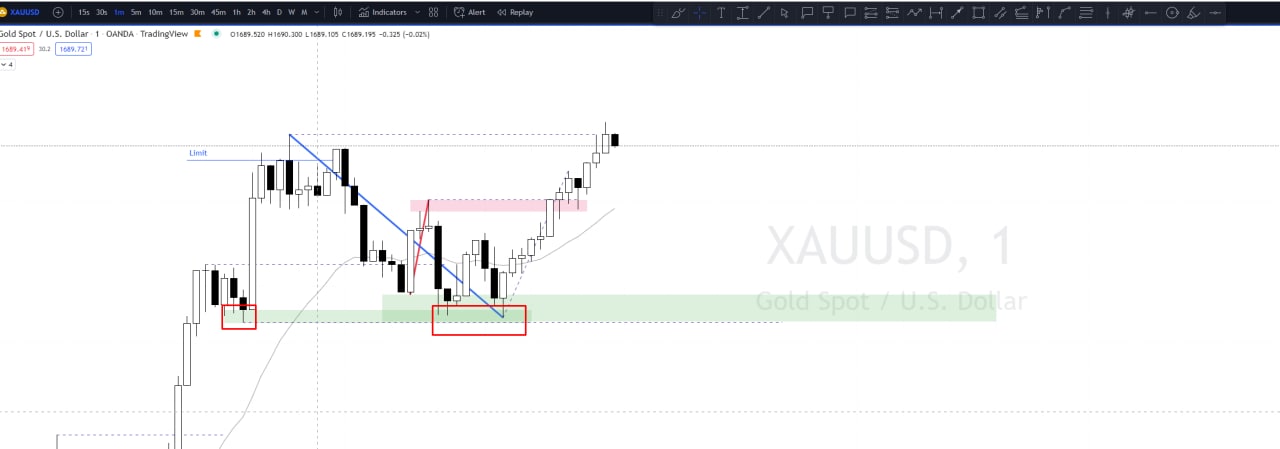 XAUUSD 15s 30s 1m 5m 10m 15m 30m 45m 1h 2h 4h D W M Indicators Alert Replay
Gold Spot / U.S. Dollar · 1 · OANDA · TradingView O1689.520 H1690.300 L1689.105 C1689.195 −0.325 (−0.02%)
1689.419 30.2 1689.721
4
Limit
XAUUSD, 1
Gold Spot / U.S. Dollar